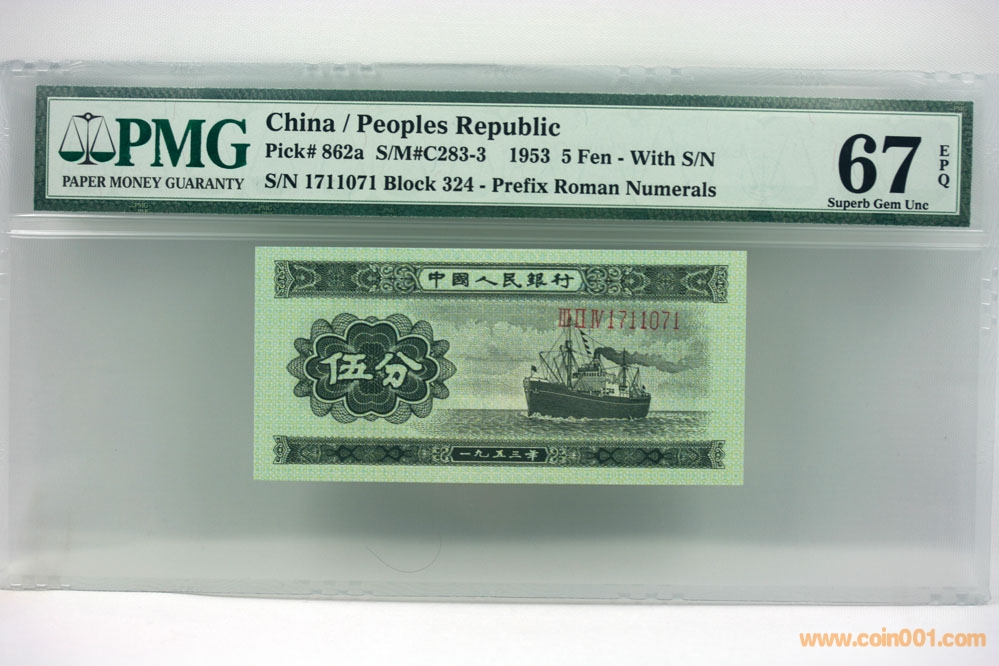 PMG
PAPER MONEY GUARANTY
China / Peoples Republic
Pick# 862a S/M#C283-3 1953 5 Fen - With S/N
S/N 1711071 Block 324 - Prefix Roman Numerals
67
EPQ
Superb Gem Unc
中國人民銀行
III II IV 1711071
伍分
一九五三年
www.coin001.com